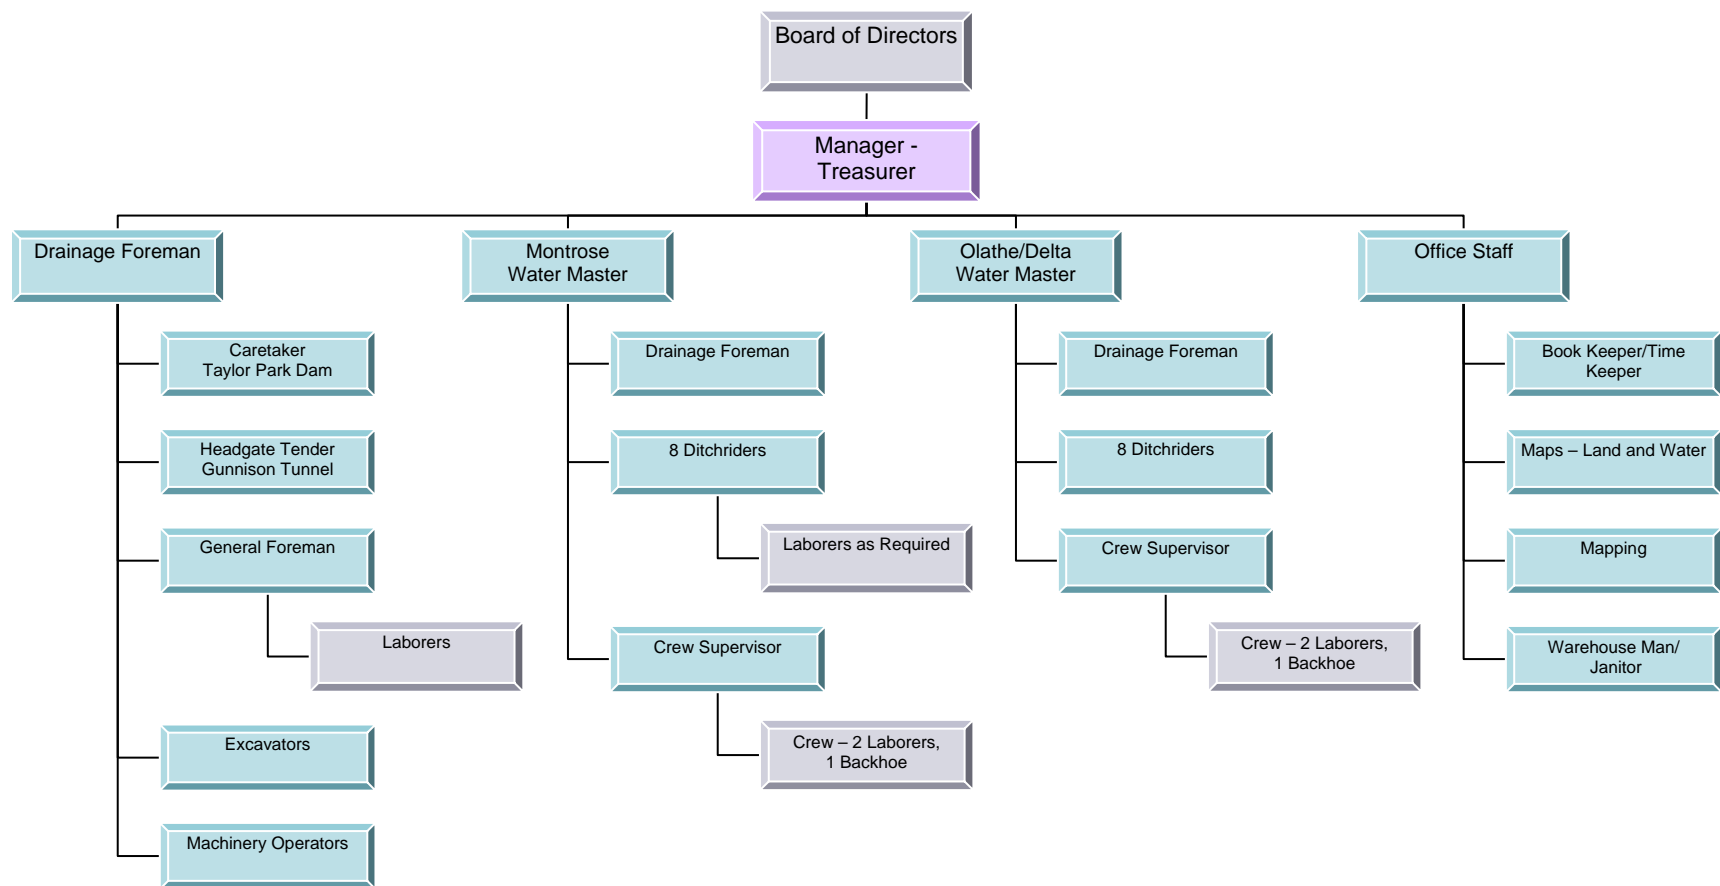 Board of Directors
Manager -
Treasurer
Drainage Foreman
Montrose
Water Master
Olathe/Delta
Water Master
Office Staff
Caretaker
Taylor Park Dam
Headgate Tender
Gunnison Tunnel
General Foreman
Laborers
Excavators
Machinery Operators
Drainage Foreman
8 Ditchriders
Laborers as Required
Crew Supervisor
Crew – 2 Laborers,
1 Backhoe
Drainage Foreman
8 Ditchriders
Crew Supervisor
Crew – 2 Laborers,
1 Backhoe
Book Keeper/Time
Keeper
Maps – Land and Water
Mapping
Warehouse Man/
Janitor